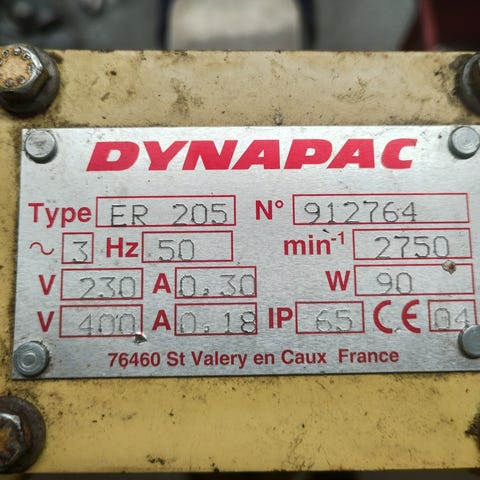 DYNAPAC
Type ER 205 N° 912764
~ 3 Hz 50 min-1 2750
V 230 A 0,30 W 90
V 400 A 0,18 IP 65 CE 04
76460 St Valery en Caux France